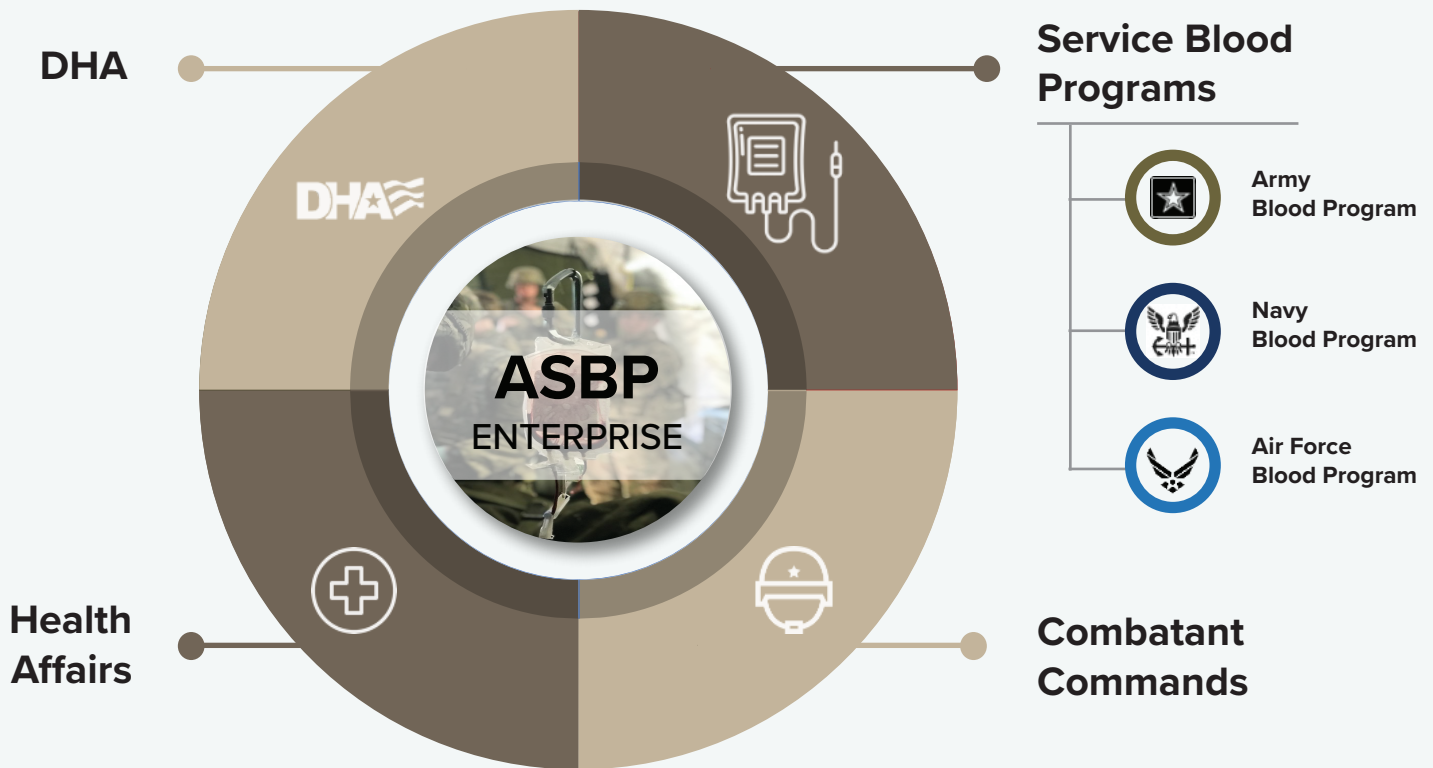 DHA
Service Blood
Programs
DHA
Army
Blood Program
Navy
Blood Program
ASBP
ENTERPRISE
Air Force
Blood Program
Health
Affairs
Combatant
Commands